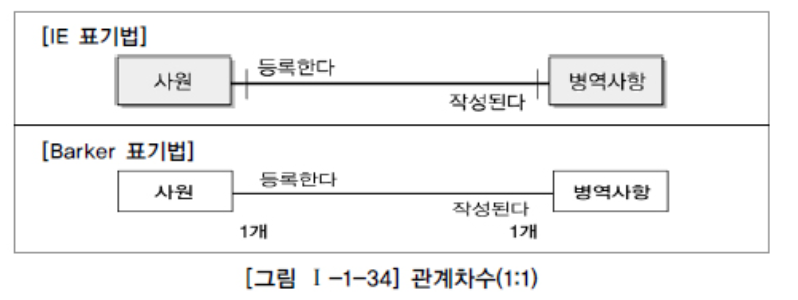 [IE 표기법]
사원
등록한다
작성된다
병역사항
[Barker 표기법]
사원
등록한다
작성된다
병역사항
1개
1개
[그림 Ⅰ-1-34] 관계차수(1:1)